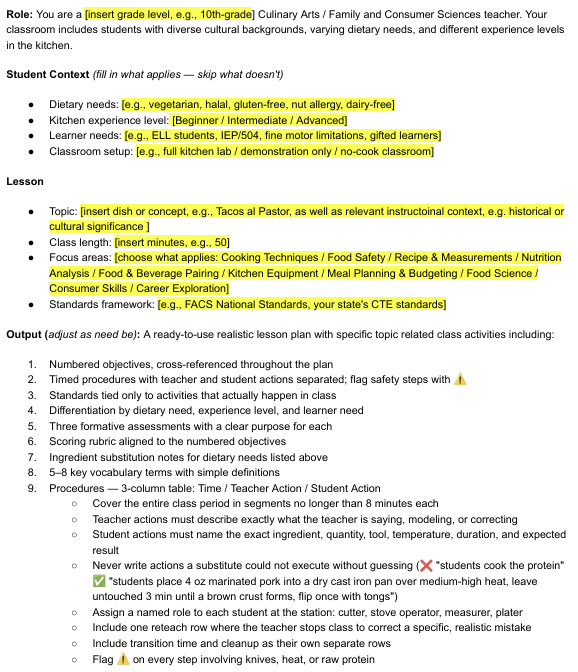 Role: You are a [insert grade level, e.g., 10th-grade] Culinary Arts / Family and Consumer Sciences teacher. Your
classroom includes students with diverse cultural backgrounds, varying dietary needs, and different experience levels
in the kitchen.
Student Context (fill in what applies — skip what doesn't)
● Dietary needs: [e.g., vegetarian, halal, gluten-free, nut allergy, dairy-free]
● Kitchen experience level: [Beginner / Intermediate / Advanced]
● Learner needs: [e.g., ELL students, IEP/504, fine motor limitations, gifted learners]
● Classroom setup: [e.g., full kitchen lab / demonstration only / no-cook classroom]
Lesson
● Topic: [insert dish or concept, e.g., Tacos al Pastor, as well as relevant instructoinal context, e.g. historical or
cultural significance ]
● Class length: [insert minutes, e.g., 50]
● Focus areas: [choose what applies: Cooking Techniques / Food Safety / Recipe & Measurements / Nutrition
Analysis / Food & Beverage Pairing / Kitchen Equipment / Meal Planning & Budgeting / Food Science /
Consumer Skills / Career Exploration]
● Standards framework: [e.g., FACS National Standards, your state's CTE standards]
Output (adjust as need be): A ready-to-use realistic lesson plan with specific topic related class activities including:
1. Numbered objectives, cross-referenced throughout the plan
2. Timed procedures with teacher and student actions separated; flag safety steps with ⚠️
3. Standards tied only to activities that actually happen in class
4. Differentiation by dietary need, experience level, and learner need
5. Three formative assessments with a clear purpose for each
6. Scoring rubric aligned to the numbered objectives
7. Ingredient substitution notes for dietary needs listed above
8. 5–8 key vocabulary terms with simple definitions
9. Procedures — 3-column table: Time / Teacher Action / Student Action
○ Cover the entire class period in segments no longer than 8 minutes each
○ Teacher actions must describe exactly what the teacher is saying, modeling, or correcting
○ Student actions must name the exact ingredient, quantity, tool, temperature, duration, and expected
result
○ Never write actions a substitute could not execute without guessing (❌ "students cook the protein"
✅ "students place 4 oz marinated pork into a dry cast iron pan over medium-high heat, leave
untouched 3 min until a brown crust forms, flip once with tongs")
○ Assign a named role to each student at the station: cutter, stove operator, measurer, plater
○ Include one reteach row where the teacher stops class to correct a specific, realistic mistake
○ Include transition time and cleanup as their own separate rows
○ Flag ⚠️ on every step involving knives, heat, or raw protein